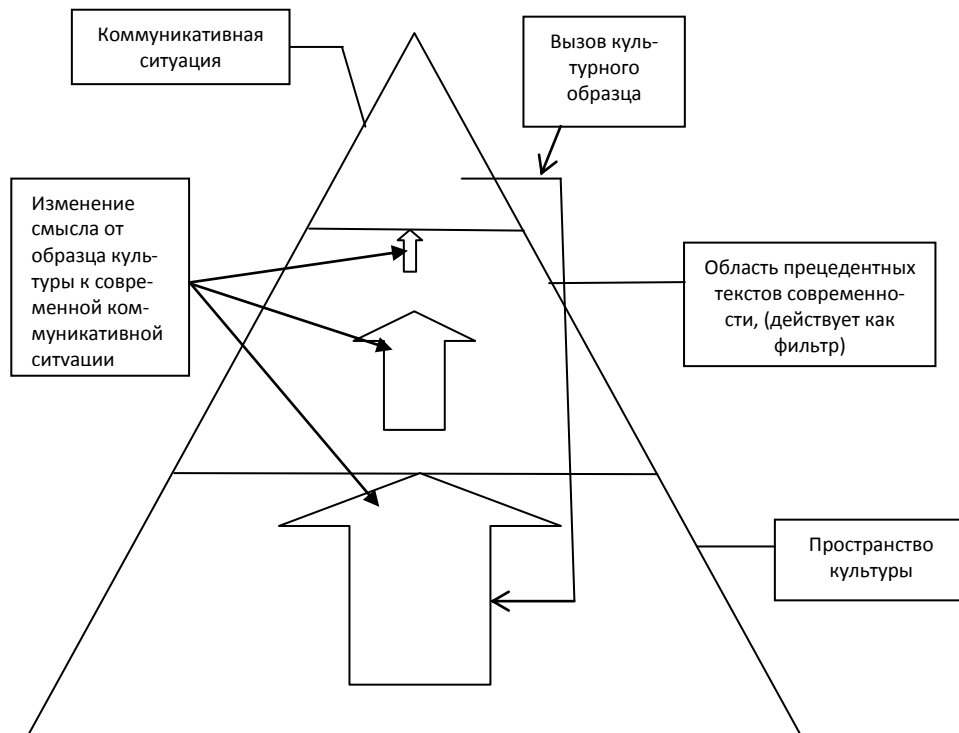 Коммуникативная
ситуация
Вызов куль-
турного
образца
Изменение
смысла от
образца куль-
туры к совре-
менной ком-
муникативной
ситуации
Область прецедентных
текстов современно-
сти, (действует как
фильтр)
Пространство
культуры